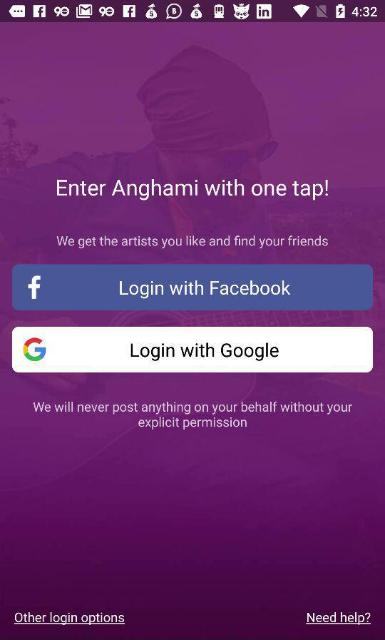 4:32
Enter Anghami with one tap!
We get the artists you like and find your friends
Login with Facebook
Login with Google
We will never post anything on your behalf without your
explicit permission
Other login options
Need help?